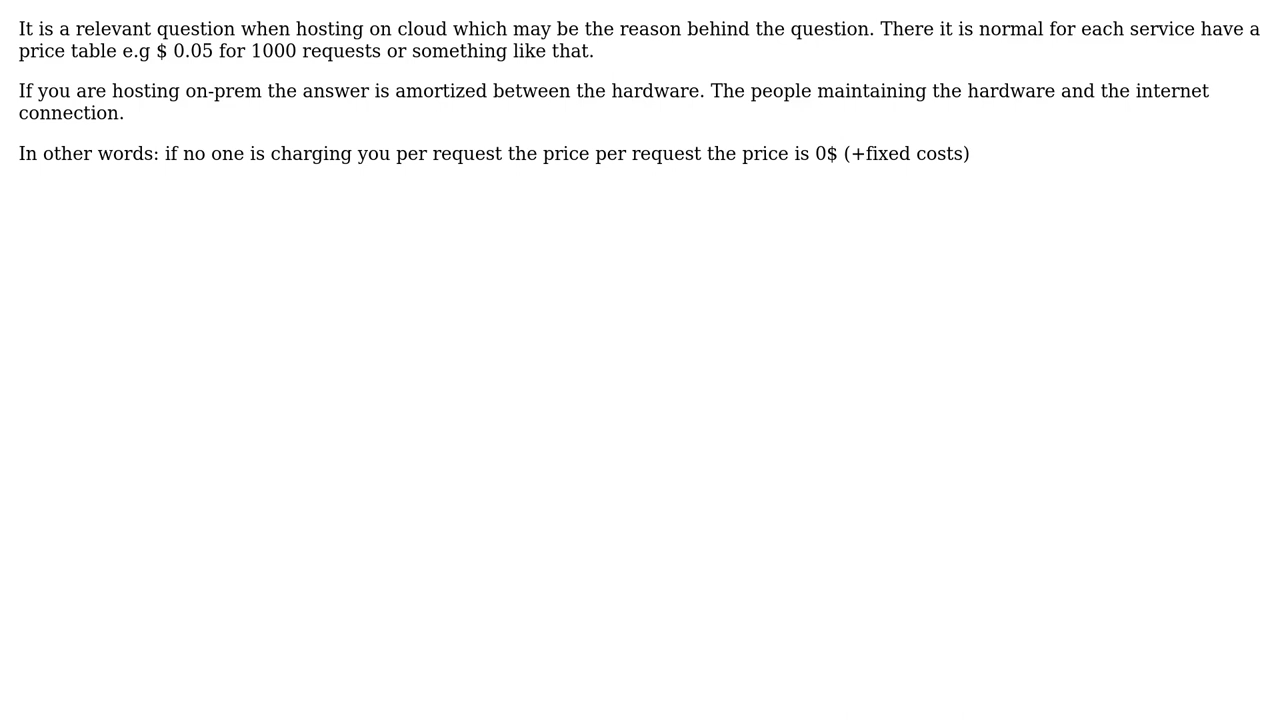 It is a relevant question when hosting on cloud which may be the reason behind the question. There it is normal for each service have a
price table e.g $ 0.05 for 1000 requests or something like that.
If you are hosting on-prem the answer is amortized between the hardware. The people maintaining the hardware and the internet
connection.
In other words: if no one is charging you per request the price per request the price is 0$ (+fixed costs)